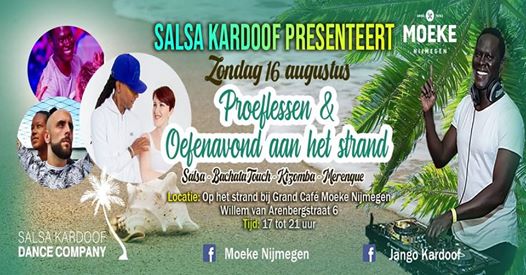 SALSA KARDOOF PRESENTEERT
MOEKE
NIJMEGEN
Zondag 16 augustus
Proeflessen &
Oefenavond aan het strand
Salsa - BachataTouch - Kizomba - Merenque
Locatie: Op het strand bij Grand Café Moeke Nijmegen
Willem van Arenbergstraat 6
Tijd: 17 tot 21 uur
SALSA KARDOOF
DANCE COMPANY
f Moeke Nijmegen
f Jango Kardoof